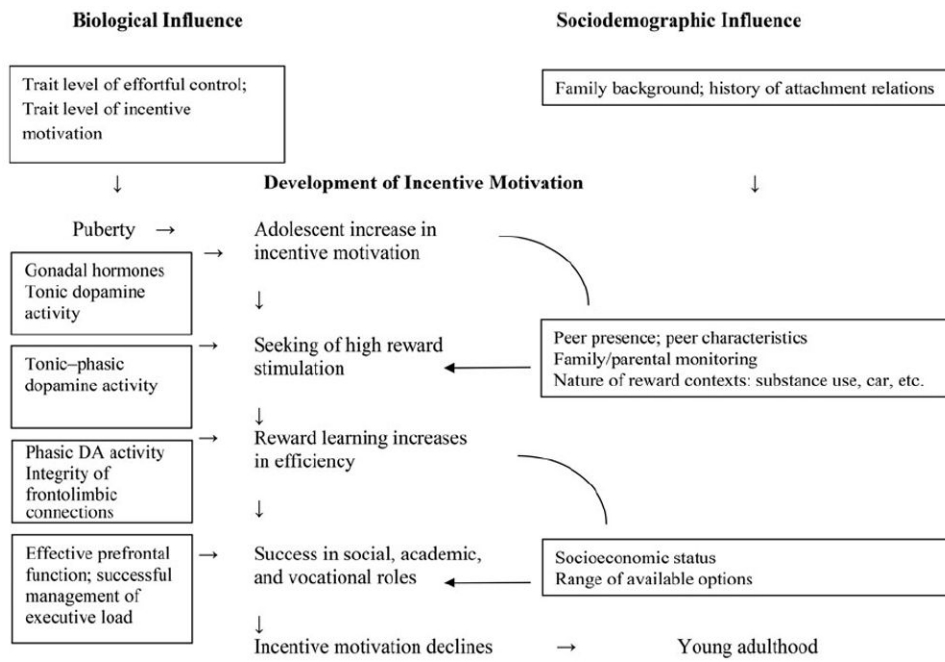 Biological Influence
Sociodemographic Influence
Trait level of effortful control;
Trait level of incentive
motivation
Family background; history of attachment relations
↓
Development of Incentive Motivation
↓
Puberty →
Adolescent increase in
incentive motivation
→
Gonadal hormones
Tonic dopamine
activity
↓
Peer presence; peer characteristics
Family/parental monitoring
Nature of reward contexts: substance use, car, etc.
→
Seeking of high reward
stimulation
Tonic–phasic
dopamine activity
↓
→
Reward learning increases
in efficiency
Phasic DA activity
Integrity of
frontolimbic
connections
↓
Effective prefrontal
function; successful
management of
executive load
→
Success in social, academic,
and vocational roles
Socioeconomic status
Range of available options
↓
Incentive motivation declines → Young adulthood